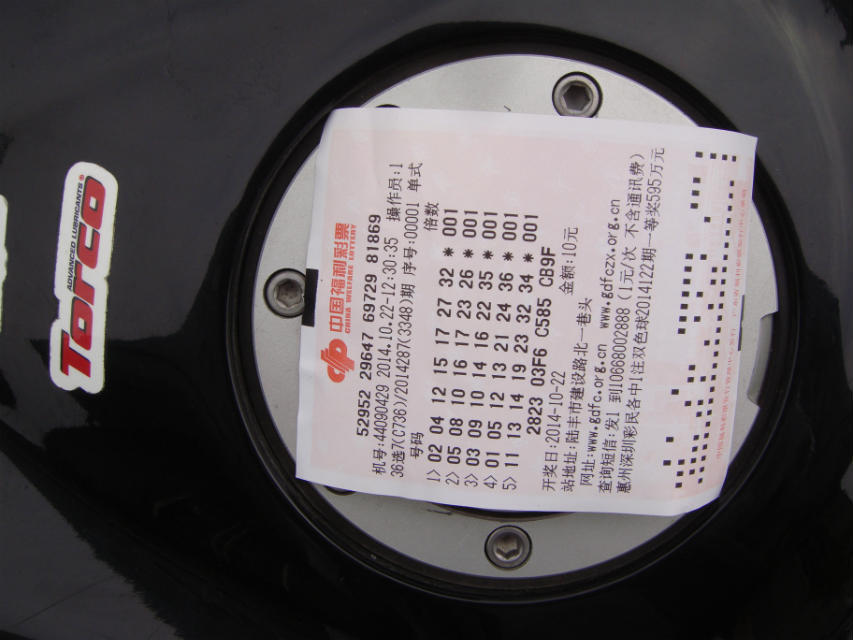 ADVANCED LUBRICANTS
Torco
中国福利彩票
CHINA WELFARE LOTTERY
52952 29647 69729 81869
机号:44090429 2014.10.22-12:30:35 操作员:1
36选7(C736)/2014287(3348)期 序号:00001 单式
号码 倍数
1> 02 04 12 15 17 27 32 * 001
2> 05 08 10 16 17 23 26 * 001
3> 03 09 10 14 16 22 35 * 001
4> 01 05 12 13 21 24 36 * 001
5> 11 13 14 19 23 32 34 * 001
2823 03F6 C585 CB9F
开奖日:2014-10-22 金额:10元
站地址:陆丰市建设路北一巷头
网址:www.gdfc.org.cn www.gdfczx.org.cn
查询短信:发1 到10668002888(1元/次 不含通讯费)
惠州深圳彩民各中1注双色球2014122期一等奖595万元